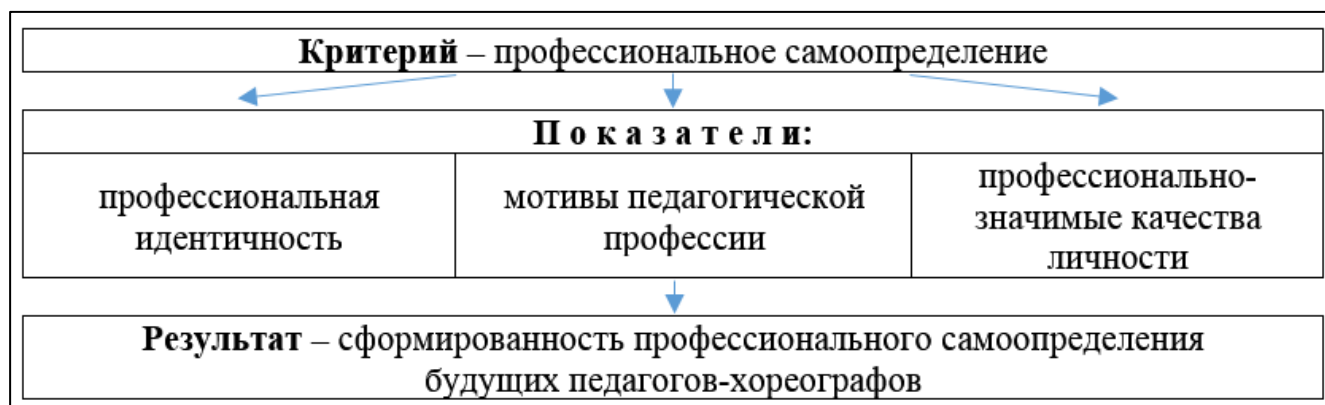 Критерий – профессиональное самоопределение
П о к а з а т е л и:
профессиональная
идентичность
мотивы педагогической
профессии
профессионально-
значимые качества
личности
Результат – сформированность профессионального самоопределения
будущих педагогов-хореографов